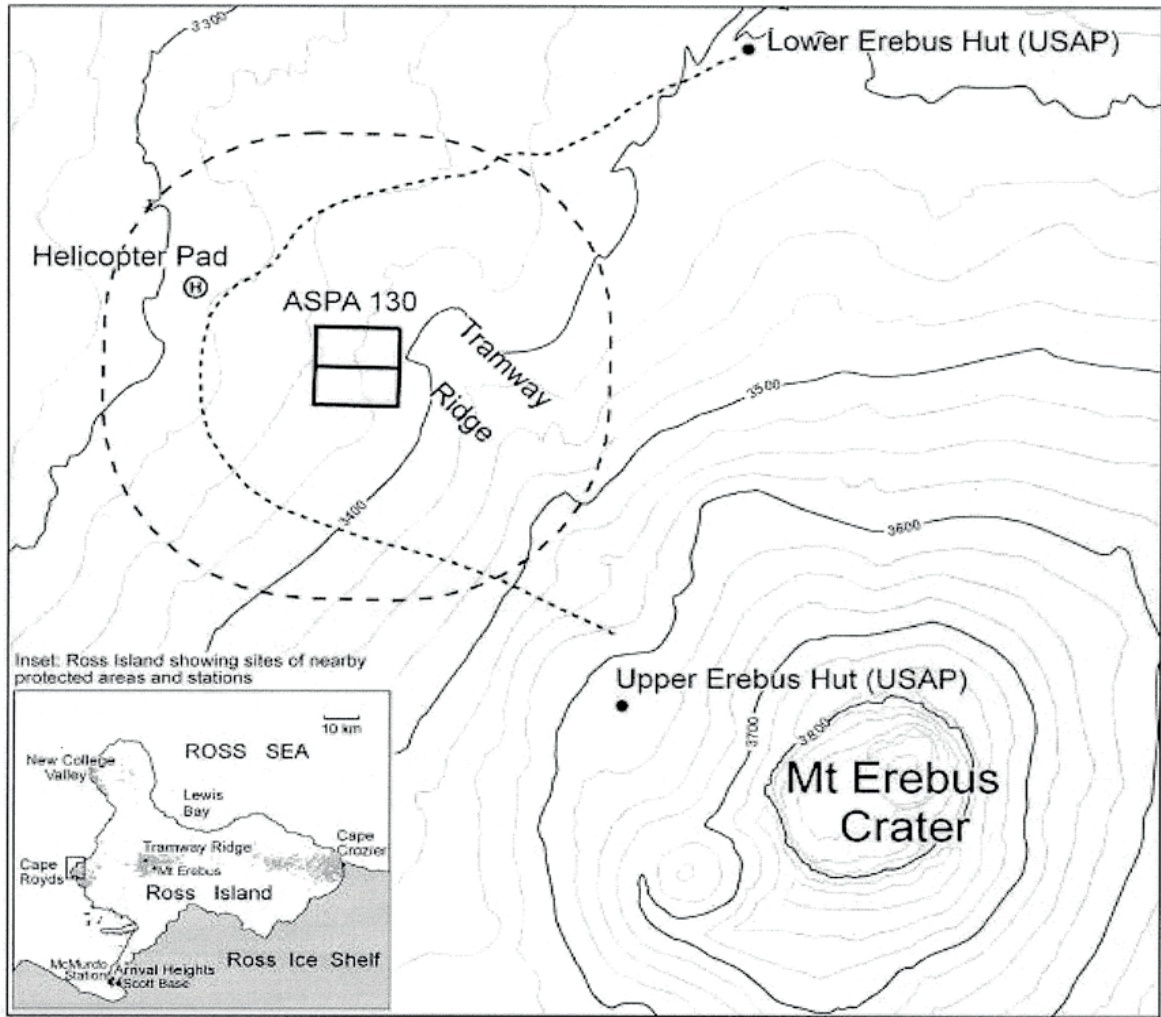 3300
Lower Erebus Hut (USAP)
Helicopter Pad
H
ASPA 130
Tramway
Ridge
3500
3400
3600
Inset: Ross Island showing sites of nearby
protected areas and stations
Upper Erebus Hut (USAP)
3700
3800
Mt Erebus
Crater
10 km
ROSS SEA
New College
Valley
Lewis
Bay
Tramway Ridge
Cape
Crozier
Cape
Royds
Mt Erebus
Ross Island
McMurdo
Station
Arrival Heights
Scott Base
Ross Ice Shelf